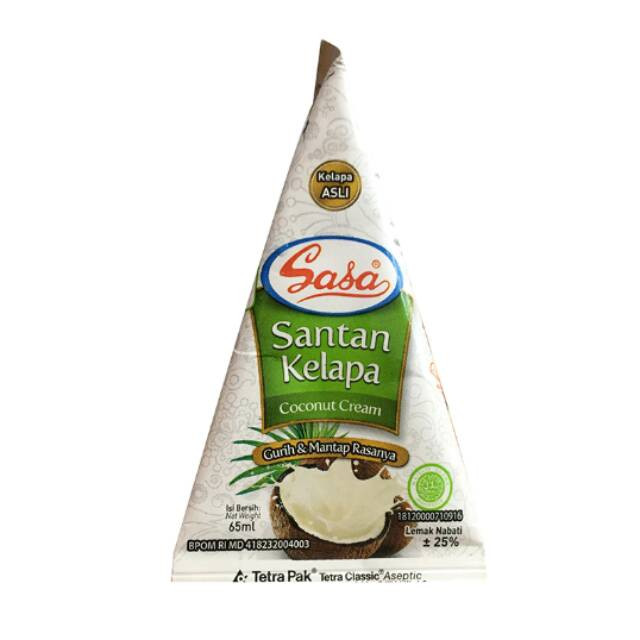 Kelapa
ASLI
Sasa®
Santan
Kelapa
Coconut Cream
Gurih & Mantap Rasanya
Isi Bersih:
Net Weight
65ml
18120000710916
Lemak Nabati
± 25%
BPOM RI MD 418232004003
Tetra Pak® Tetra Classic® Aseptic